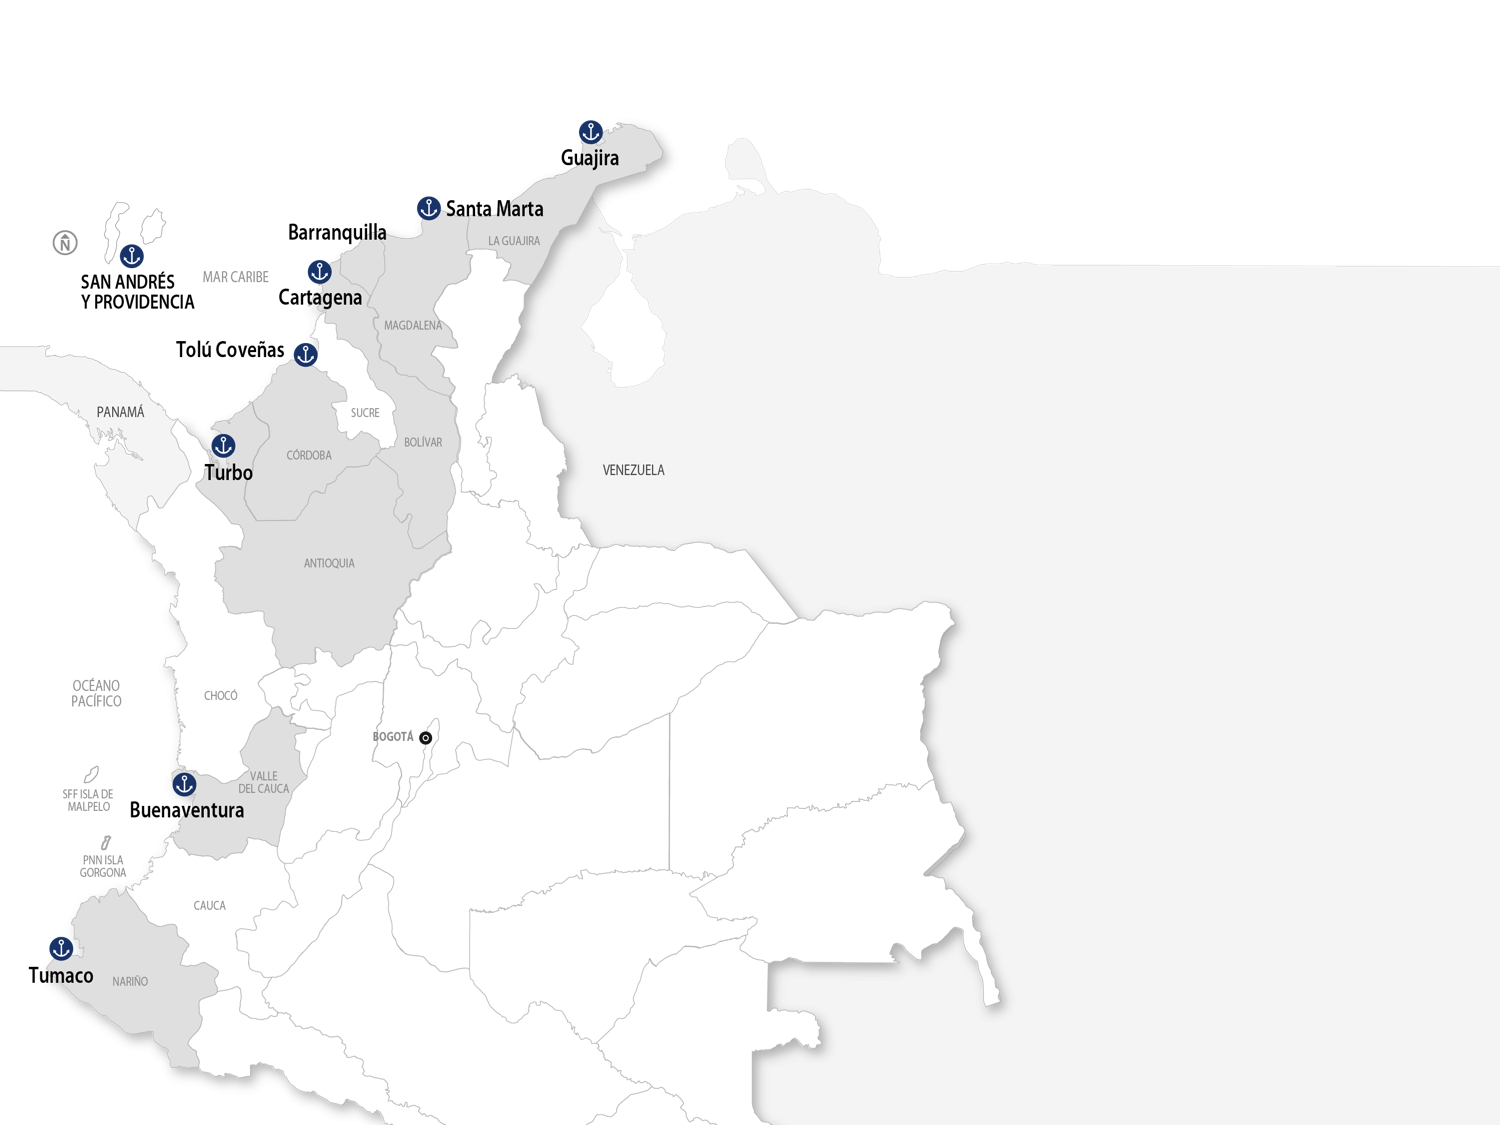 Guajira
Santa Marta
Barranquilla
LA GUAJIRA
N
MAR CARIBE
SAN ANDRÉS
Y PROVIDENCIA
Cartagena
MAGDALENA
Tolú Coveñas
PANAMÁ
SUCRE
BOLÍVAR
CÓRDOBA
Turbo
VENEZUELA
ANTIOQUIA
OCÉANO
PACÍFICO
CHOCÓ
BOGOTÁ
VALLE
DEL CAUCA
SFF ISLA DE
MALPELO
Buenaventura
PNN ISLA
GORGONA
CAUCA
Tumaco
NARIÑO